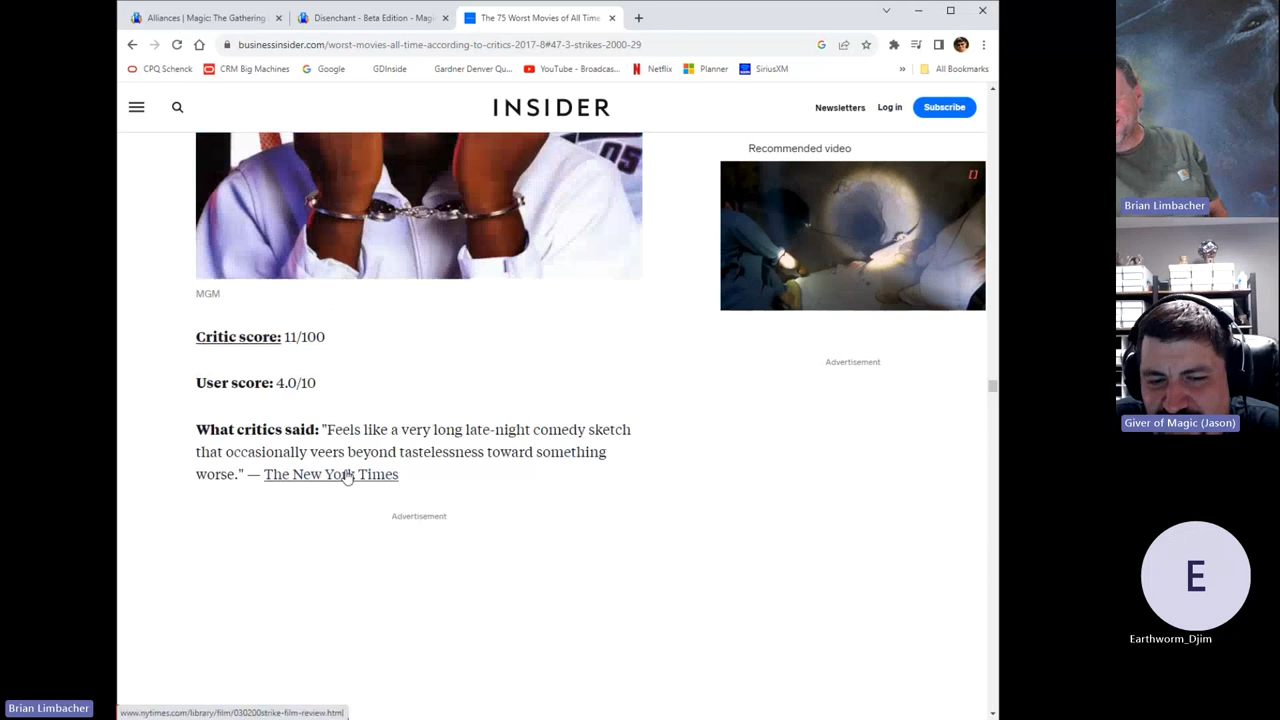 Alliances | Magic: The Gathering
Disenchant - Beta Edition - Magi
The 75 Worst Movies of All Time
businessinsider.com/worst-movies-all-time-according-to-critics-2017-8#47-3-strikes-2000-29
CPQ Schenck
CRM Big Machines
Google
GDInside
Gardner Denver Qu...
YouTube - Broadcas...
Netflix
Planner
SiriusXM
»
All Bookmarks
INSIDER
Newsletters
Log in
Subscribe
05
MGM
Critic score: 11/100
User score: 4.0/10
What critics said: "Feels like a very long late-night comedy sketch
that occasionally veers beyond tastelessness toward something
worse." — The New York Times
Advertisement
Recommended video
[]
Advertisement
www.nytimes.com/library/film/030200strike-film-review.html
Brian Limbacher
Brian Limbacher
Giver of Magic (Jason)
E
Earthworm_Djim